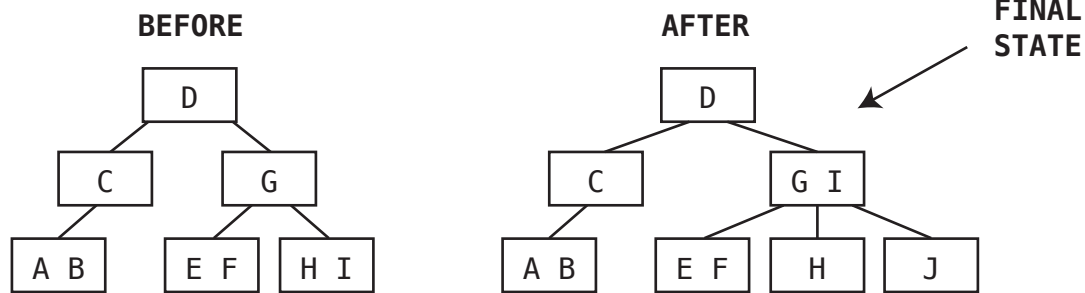 BEFORE
AFTER
FINAL
STATE
D
D
C
G
C
G I
A B
E F
H I
A B
E F
H
J